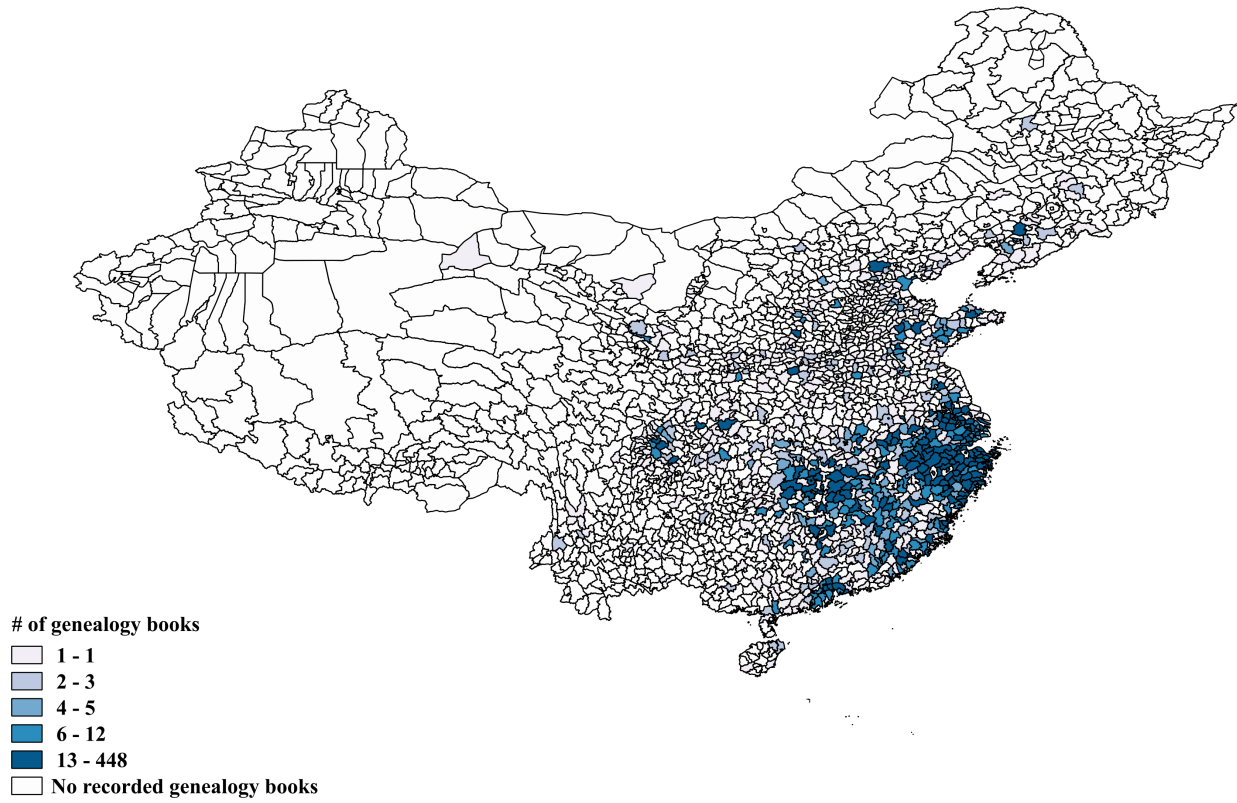 # of genealogy books
1 - 1
2 - 3
4 - 5
6 - 12
13 - 448
No recorded genealogy books